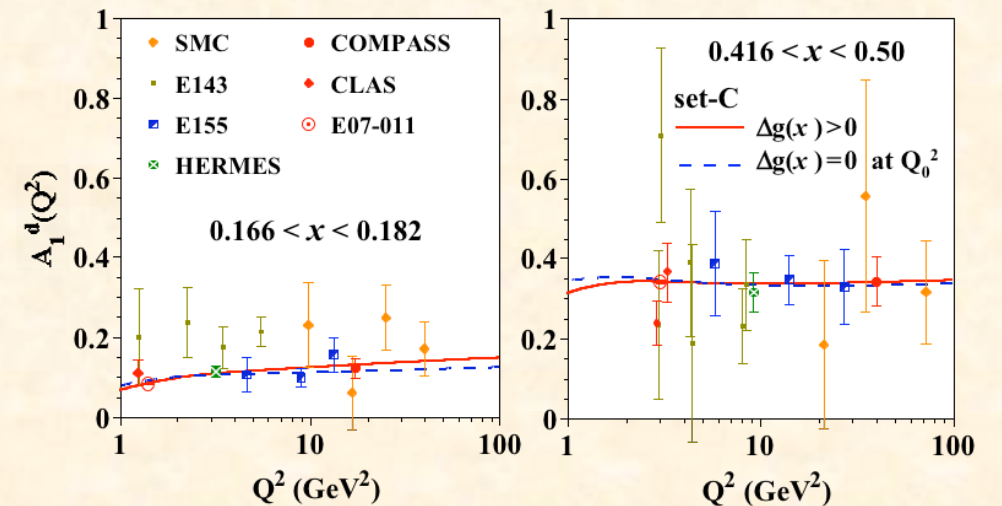 A₁ᵈ(Q²)
1
0.8
0.6
0.4
0.2
0
SMC
COMPASS
E143
CLAS
E155
E07-011
HERMES
0.166 < x < 0.182
1
10
100
Q² (GeV²)
1
0.8
0.6
0.4
0.2
0
0.416 < x < 0.50
set-C
Δg(x)>0
Δg(x)=0 at Q₀²
1
10
100
Q² (GeV²)